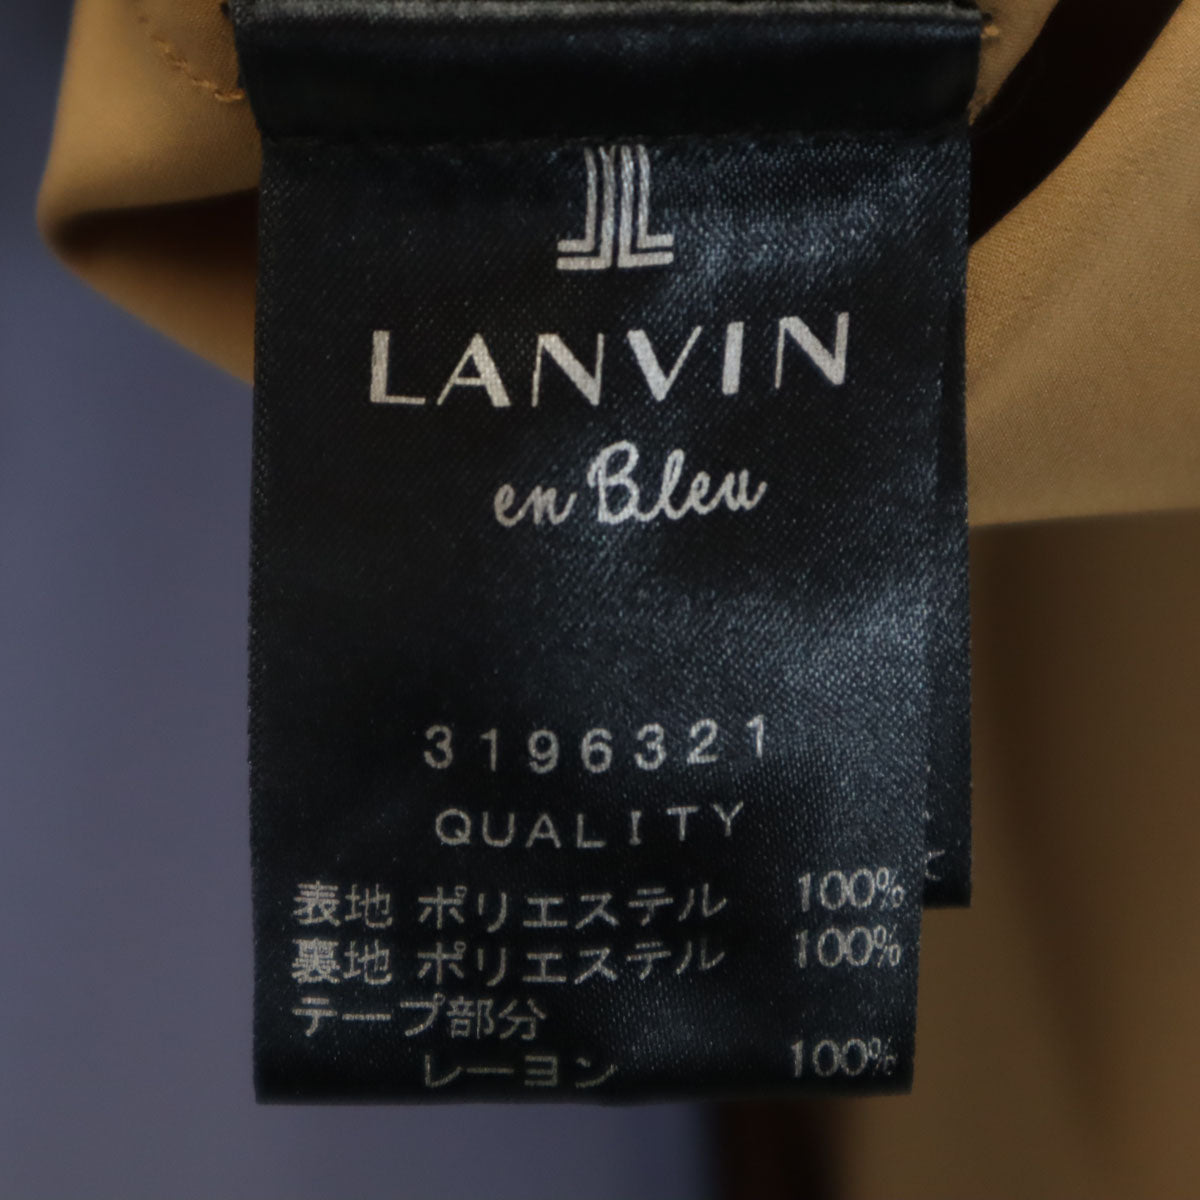 LANVIN
en Bleu
3196321
QUALITY
表地 ポリエステル 100%
裏地 ポリエステル 100%
テープ部分
レーヨン 100%